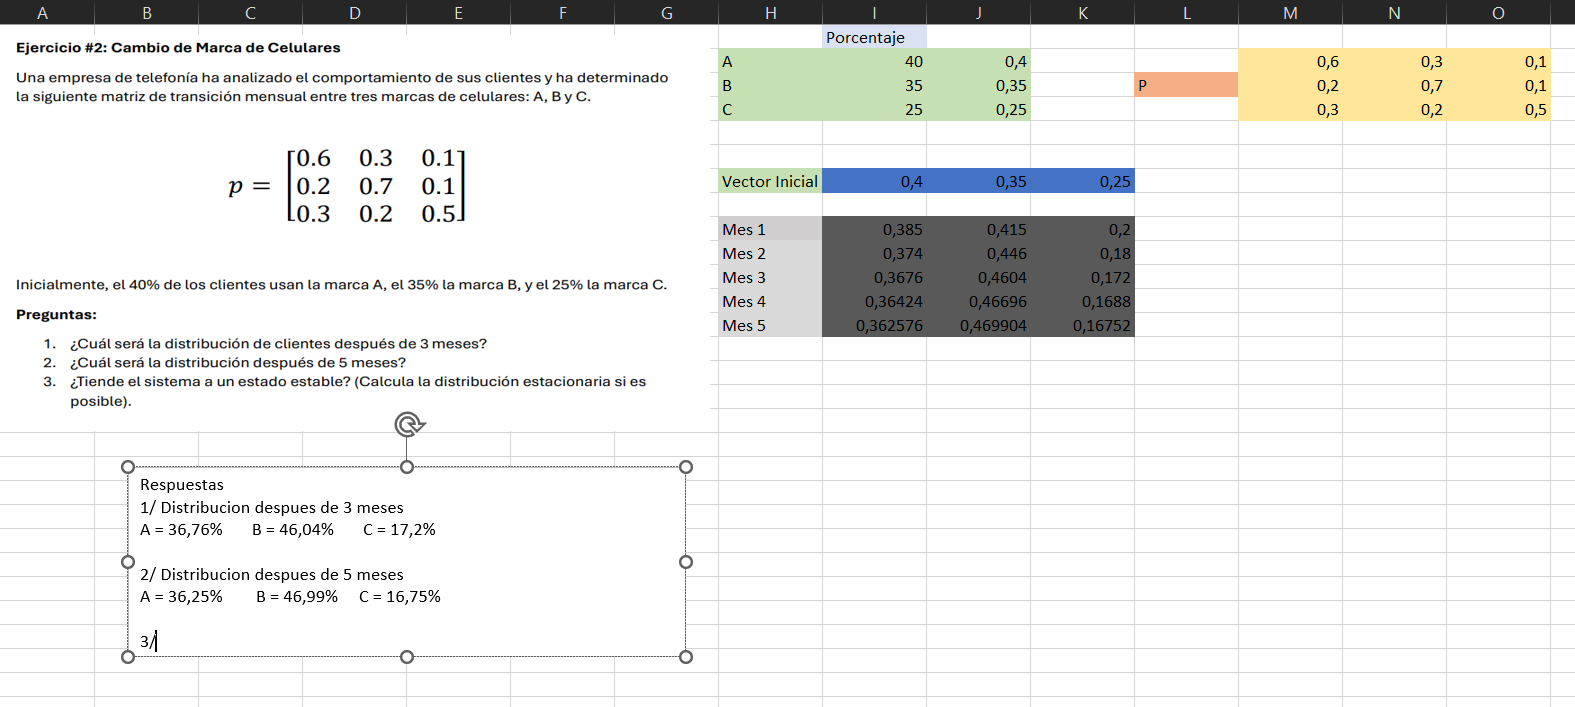 A B C D E F G H I J K L M N O
Ejercicio #2: Cambio de Marca de Celulares
Una empresa de telefonía ha analizado el comportamiento de sus clientes y ha determinado
la siguiente matriz de transición mensual entre tres marcas de celulares: A, B y C.
p =
0.6 0.3 0.1
0.2 0.7 0.1
0.3 0.2 0.5
Inicialmente, el 40% de los clientes usan la marca A, el 35% la marca B, y el 25% la marca C.
Preguntas:
1. ¿Cuál será la distribución de clientes después de 3 meses?
2. ¿Cuál será la distribución después de 5 meses?
3. ¿Tiende el sistema a un estado estable? (Calcula la distribución estacionaria si es
posible).
Respuestas
1/ Distribucion despues de 3 meses
A = 36,76% B = 46,04% C = 17,2%
2/ Distribucion despues de 5 meses
A = 36,25% B = 46,99% C = 16,75%
3/
Porcentaje
A 40 0,4
B 35 0,35
C 25 0,25
P
0,6 0,3 0,1
0,2 0,7 0,1
0,3 0,2 0,5
Vector Inicial 0,4 0,35 0,25
Mes 1 0,385 0,415 0,2
Mes 2 0,374 0,446 0,18
Mes 3 0,3676 0,4604 0,172
Mes 4 0,36424 0,46696 0,1688
Mes 5 0,362576 0,469904 0,16752